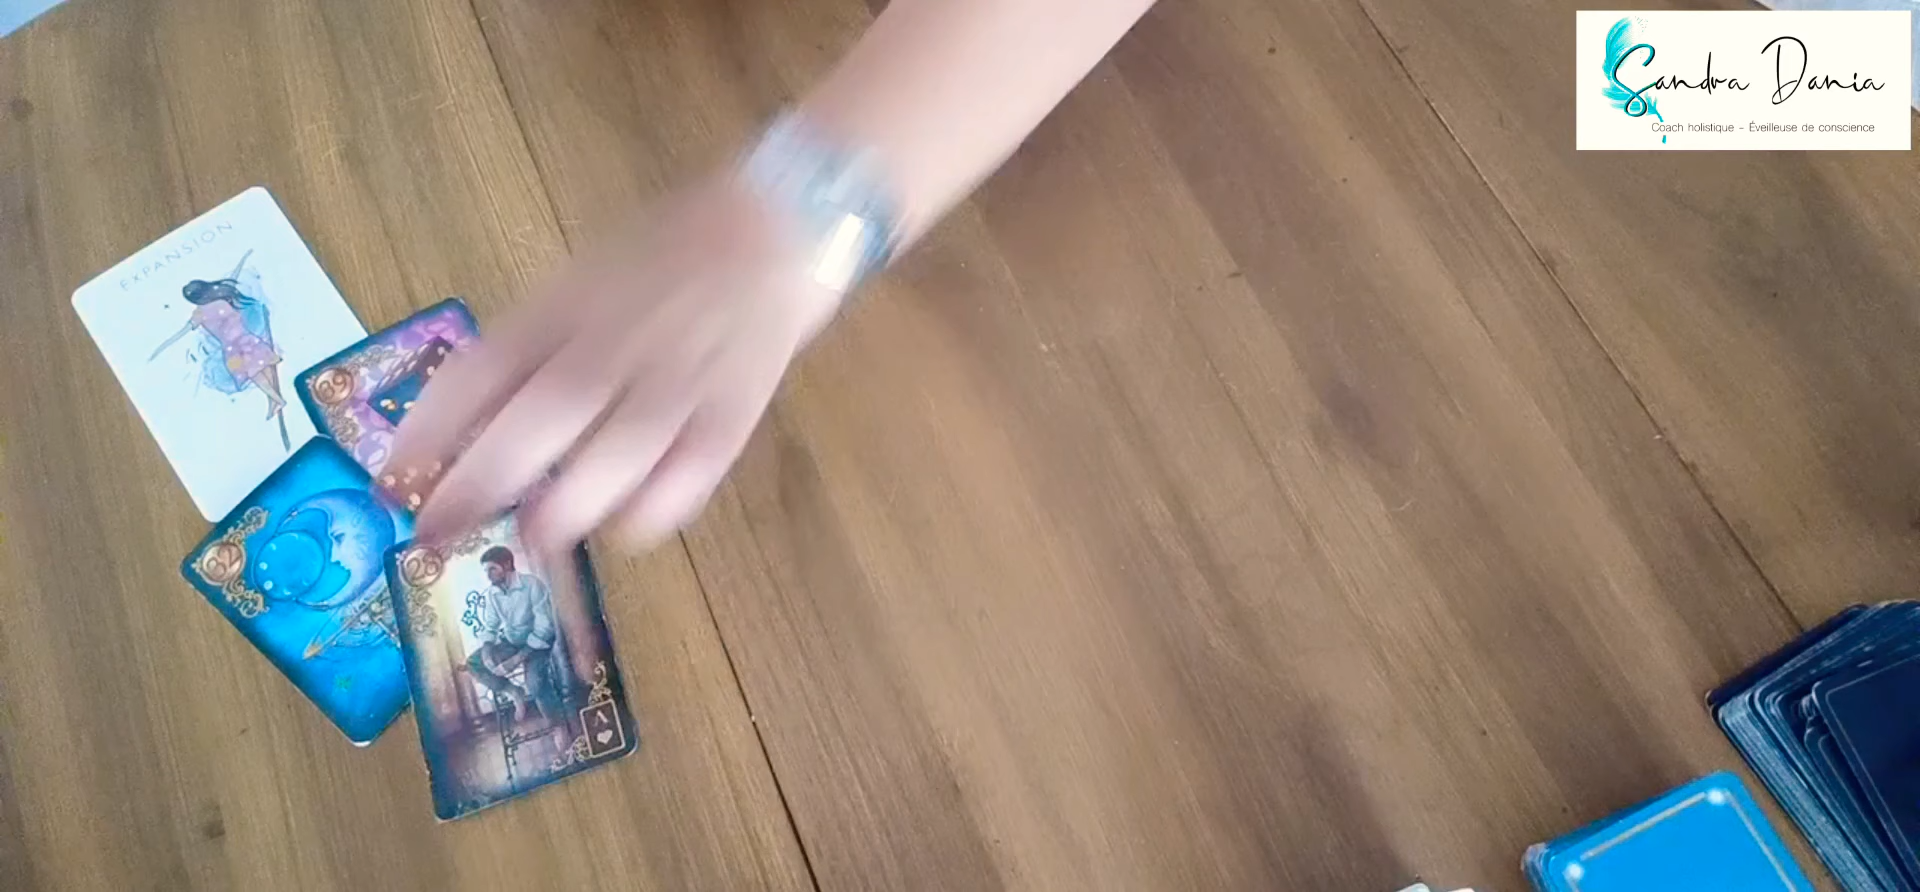 Sandra Dania
Coach holistique - Éveilleuse de conscience
EXPANSION
39
32
28
A